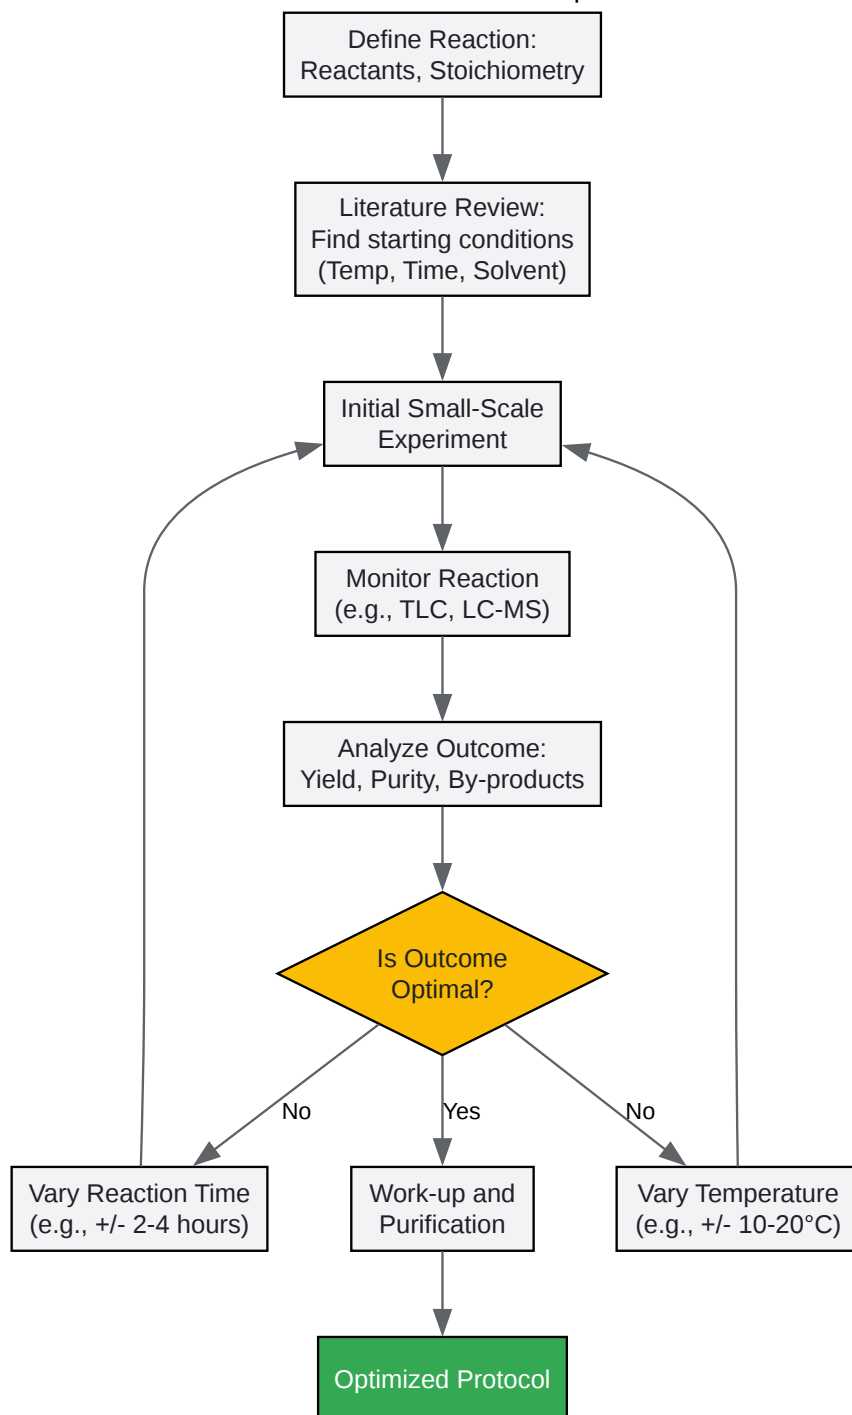 Define Reaction:
Reactants, Stoichiometry
Literature Review:
Find starting conditions
(Temp, Time, Solvent)
Initial Small-Scale
Experiment
Monitor Reaction
(e.g., TLC, LC-MS)
Analyze Outcome:
Yield, Purity, By-products
Is Outcome
Optimal?
No
Yes
No
Vary Reaction Time
(e.g., +/- 2-4 hours)
Work-up and
Purification
Vary Temperature
(e.g., +/- 10-20°C)
Optimized Protocol